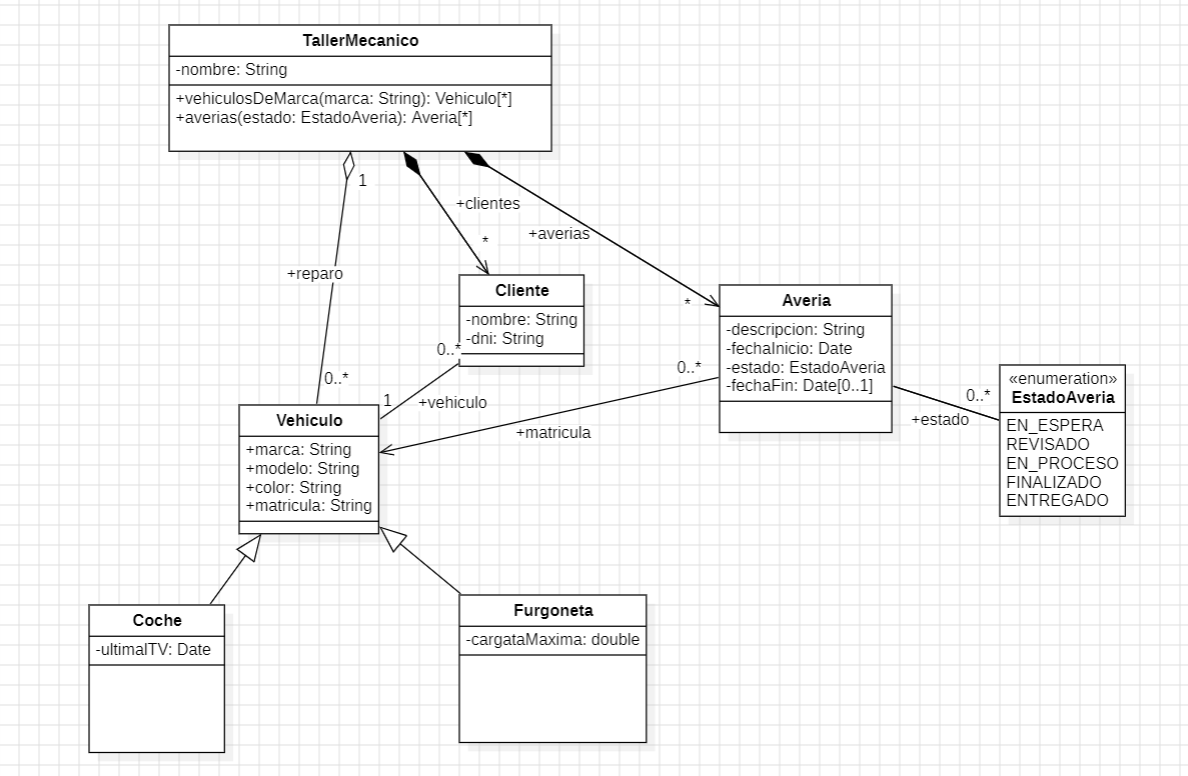 TallerMecanico
-nombre: String
+vehiculosDeMarca(marca: String): Vehiculo[*]
+averias(estado: EstadoAveria): Averia[*]
1
+clientes
+averias
*
+reparo
*
Cliente
-nombre: String
-dni: String
0..*
Averia
-descripcion: String
-fechaInicio: Date
-estado: EstadoAveria
-fechaFin: Date[0..1]
0..*
0..*
1
+vehiculo
+matricula
0..*
+estado
«enumeration»
EstadoAveria
EN_ESPERA
REVISADO
EN_PROCESO
FINALIZADO
ENTREGADO
Vehiculo
+marca: String
+modelo: String
+color: String
+matricula: String
Coche
-ultimaITV: Date
Furgoneta
-cargataMaxima: double